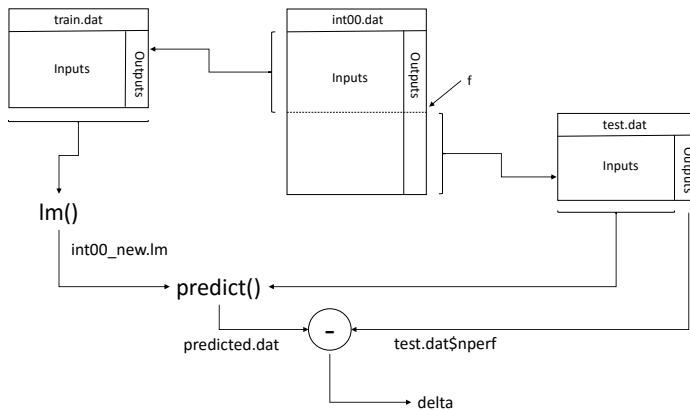 train.dat
int00.dat
Inputs
Outputs
Inputs
Outputs
f
test.dat
Inputs
Outputs
lm()
int00_new.lm
predict()
-
predicted.dat
test.dat$nperf
delta